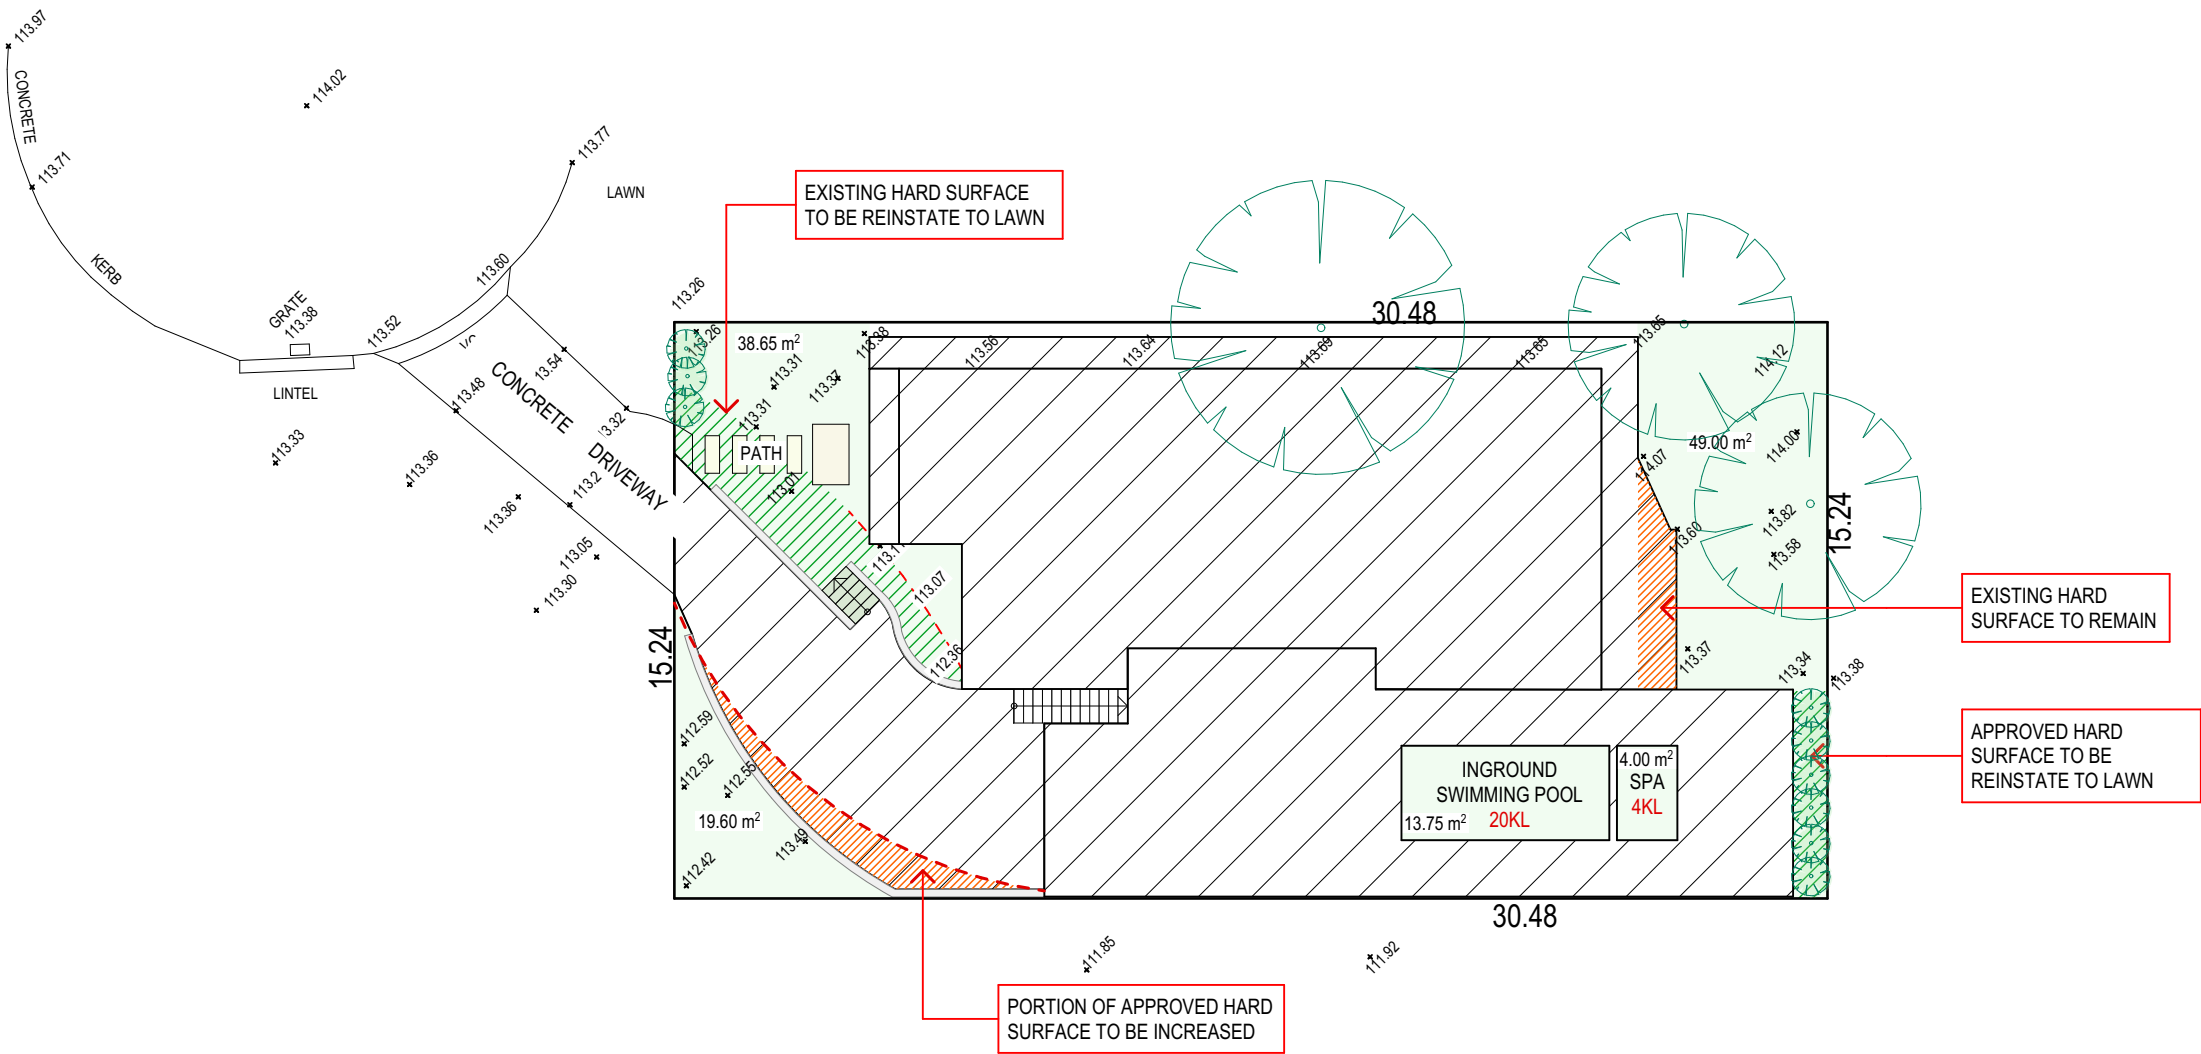 113.97
CONCRETE
114.02
113.71
113.77
LAWN
KERB
GRATE
113.38
113.52
113.60
LINTEL
113.33
113.36
113.48
13.54
CONCRETE
DRIVEWAY
113.2
113.36
113.05
113.30
EXISTING HARD SURFACE
TO BE REINSTATE TO LAWN
113.26
113.26
38.65 m²
113.38
113.31
113.37
113.31
PATH
113.01
113.07
112.36
113.56
113.64
113.69
113.65
113.65
30.48
114.12
49.00 m²
114.00
114.07
113.82
113.58
113.60
15.24
113.37
113.34
113.38
EXISTING HARD
SURFACE TO REMAIN
APPROVED HARD
SURFACE TO BE
REINSTATE TO LAWN
15.24
112.59
112.52
112.55
19.60 m²
113.49
112.42
INGROUND
SWIMMING POOL
13.75 m² 20KL
4.00 m²
SPA
4KL
30.48
111.85
111.92
PORTION OF APPROVED HARD
SURFACE TO BE INCREASED